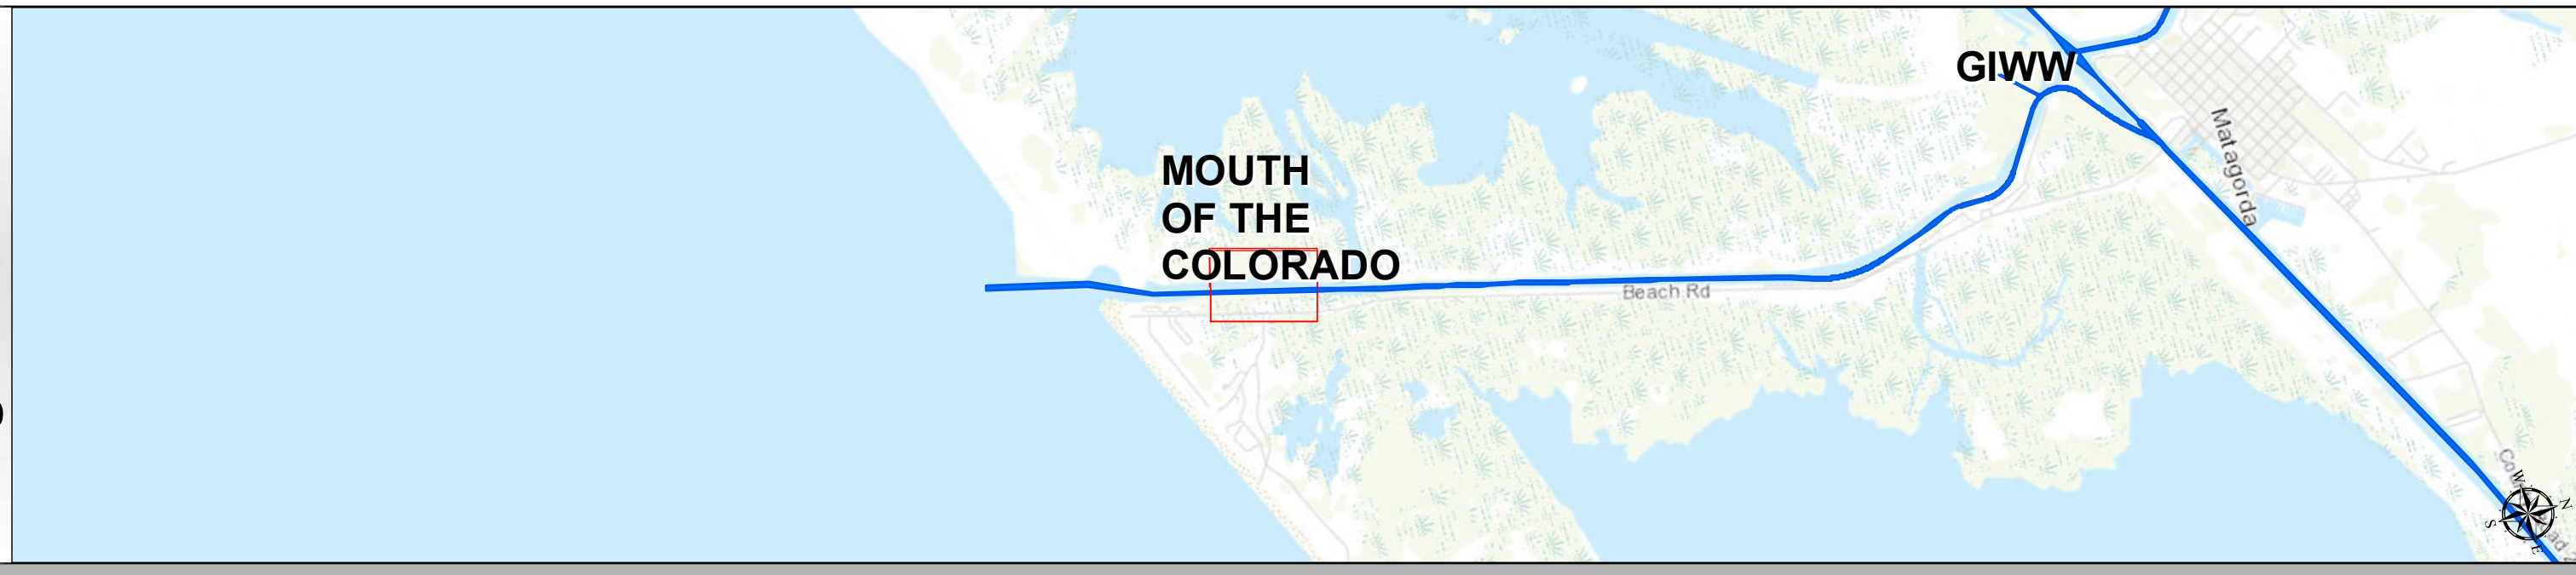 GIWW
Matagorda
MOUTH
OF THE
COLORADO
Beach Rd
W
N
S
E